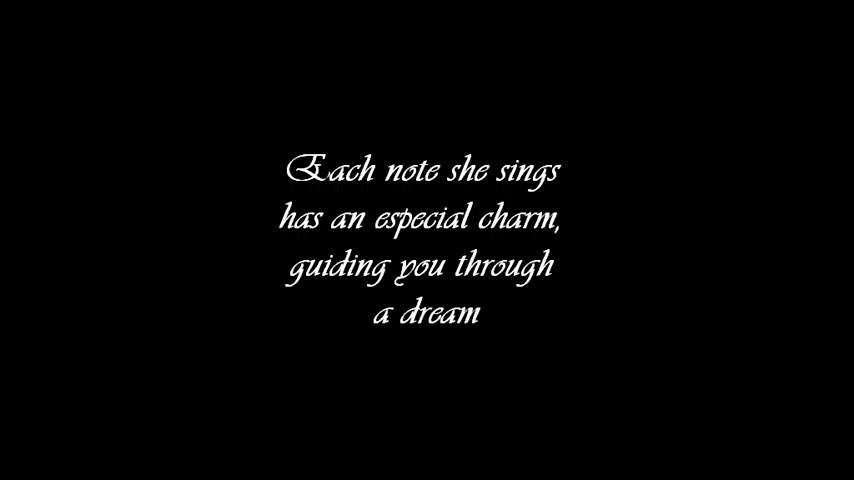 Each note she sings
has an especial charm,
guiding you through
a dream